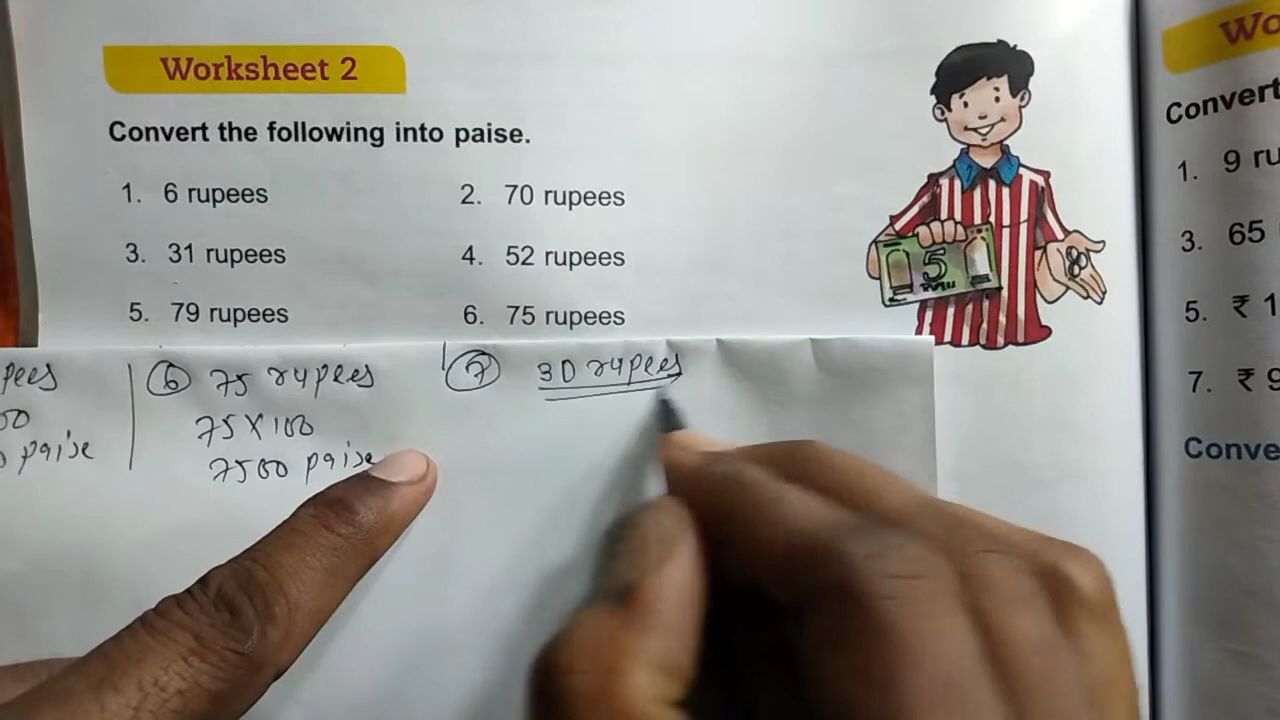 Worksheet 2
Convert the following into paise.
1. 6 rupees
2. 70 rupees
3. 31 rupees
4. 52 rupees
5. 79 rupees
6. 75 rupees
5
pees
00
paise
6 75 rupees
75 X 100
7500 paise
7 30 rupees
Wo
Convert
1. 9 ru
3. 65
5. ₹ 1
7. ₹ 9
Conve